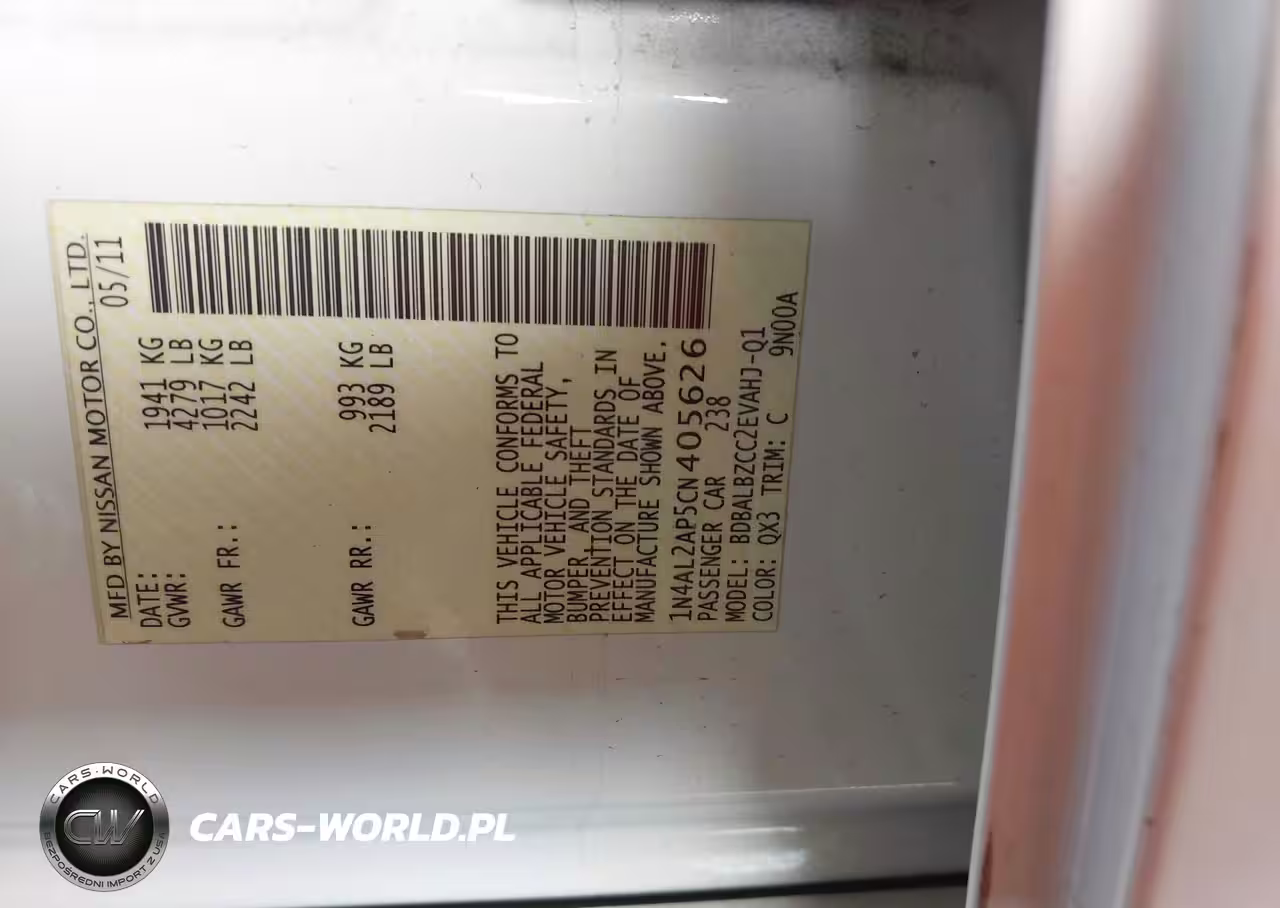 MFD BY NISSAN MOTOR CO., LTD.
DATE: 05/11
GVWR: 1941 KG
4279 LB
GAWR FR.: 1017 KG
2242 LB
GAWR RR.: 993 KG
2189 LB
THIS VEHICLE CONFORMS TO
ALL APPLICABLE FEDERAL
MOTOR VEHICLE SAFETY,
BUMPER, AND THEFT
PREVENTION STANDARDS IN
EFFECT ON THE DATE OF
MANUFACTURE SHOWN ABOVE.
1N4AL2AP5CN405626
PASSENGER CAR 238
MODEL: BDBALBZCC2EVAHJ-Q1
COLOR: QX3 TRIM: C 9N00A
CARS-WORLD
CW
BEZPOŚREDNI IMPORT Z USA
CARS-WORLD.PL